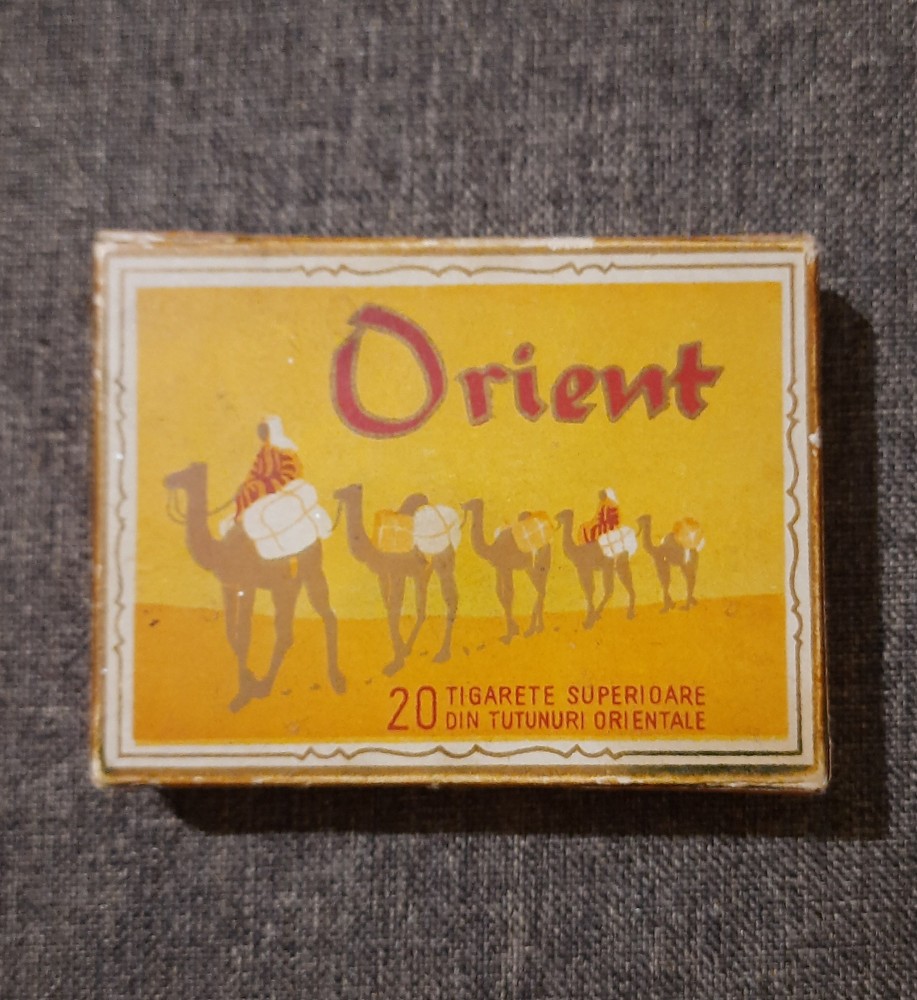 Orient
20 TIGARETE SUPERIOARE
DIN TUTUNURI ORIENTALE